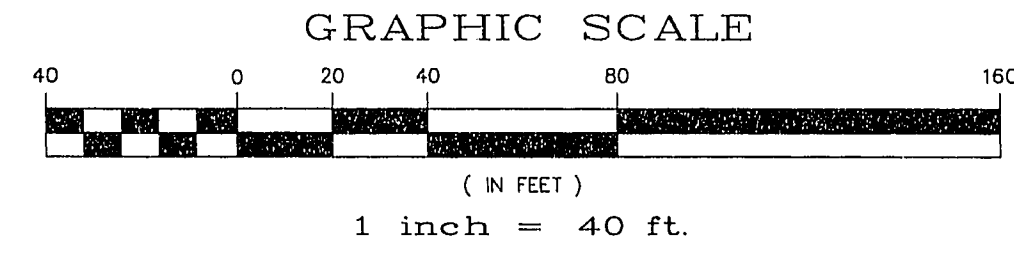 GRAPHIC SCALE
40 0 20 40 80 160
( IN FEET )
1 inch = 40 ft.